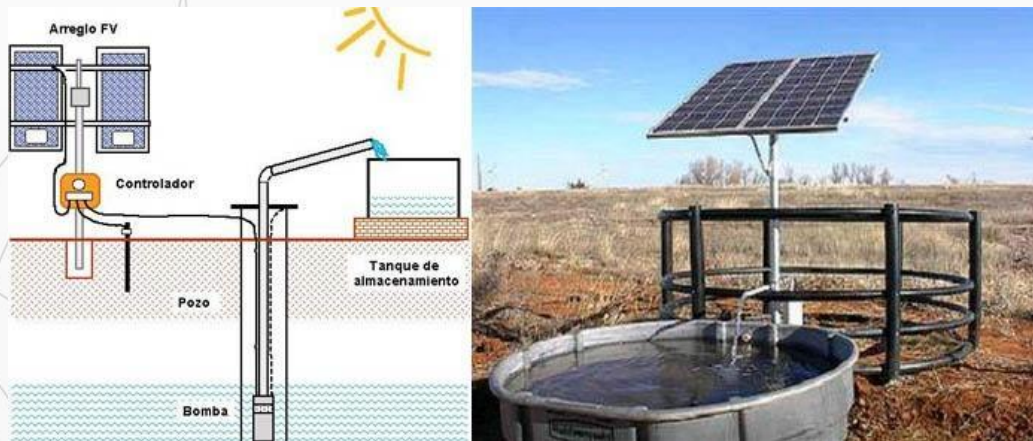 Arreglo FV
Controlador
Tanque de
almacenamiento
Pozo
Bomba